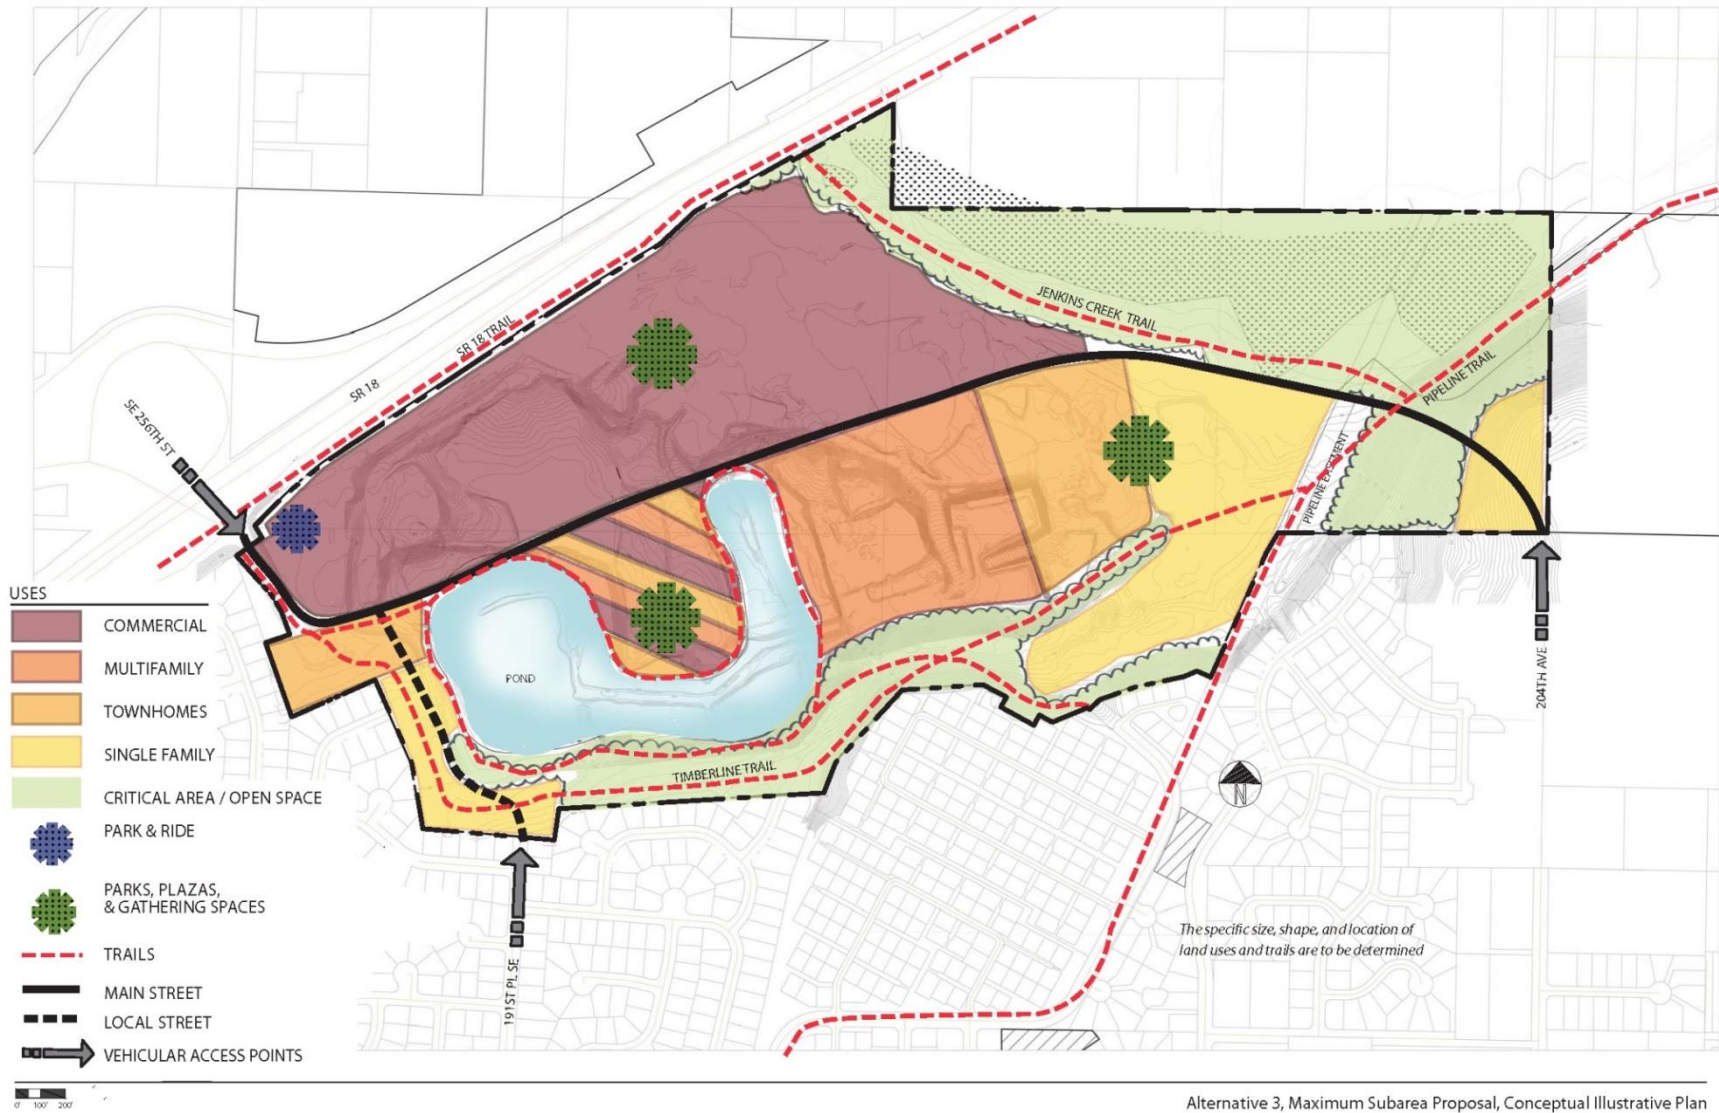 SR 18 TRAIL
SR 18
SE 256TH ST
JENKINS CREEK TRAIL
PIPELINE TRAIL
PIPELINE EASEMENT
204TH AVE
POND
TIMBERLINE TRAIL
191ST PL SE
N
USES
COMMERCIAL
MULTIFAMILY
TOWNHOMES
SINGLE FAMILY
CRITICAL AREA / OPEN SPACE
PARK & RIDE
PARKS, PLAZAS,
& GATHERING SPACES
TRAILS
MAIN STREET
LOCAL STREET
VEHICULAR ACCESS POINTS
The specific size, shape, and location of
land uses and trails are to be determined
0' 100' 200'
Alternative 3, Maximum Subarea Proposal, Conceptual Illustrative Plan